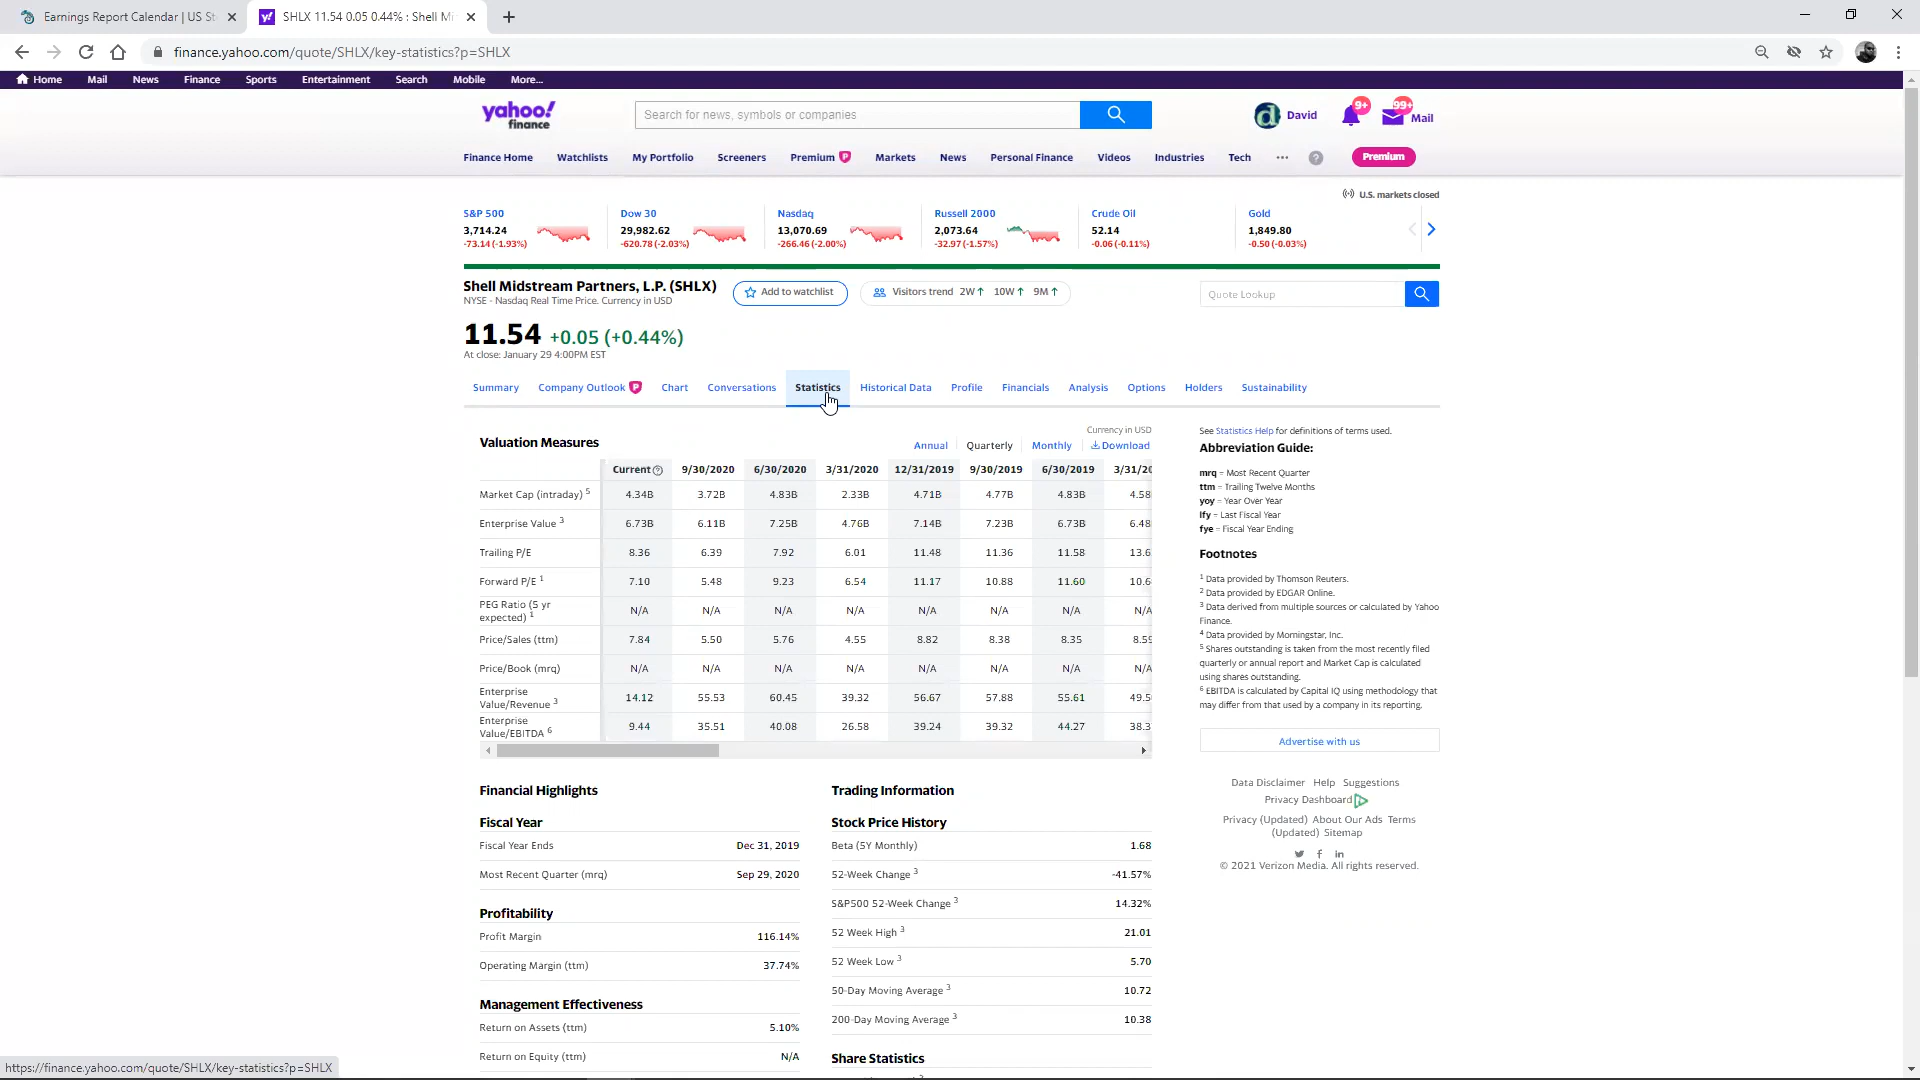 Earnings Report Calendar | US St
SHLX 11.54 0.05 0.44% : Shell Mi
finance.yahoo.com/quote/SHLX/key-statistics?p=SHLX
Home Mail News Finance Sports Entertainment Search Mobile More...
yahoo!
finance
Search for news, symbols or companies
David
9+
99+
Mail
Finance Home Watchlists My Portfolio Screeners Premium P Markets News Personal Finance Videos Industries Tech ... ? Premium
U.S. markets closed
S&P 500 Dow 30 Nasdaq Russell 2000 Crude Oil Gold
3,714.24 29,982.62 13,070.69 2,073.64 52.14 1,849.80
-73.14 (-1.93%) -620.78 (-2.03%) -266.46 (-2.00%) -32.97 (-1.57%) -0.06 (-0.11%) -0.50 (-0.03%)
Shell Midstream Partners, L.P. (SHLX)
NYSE - Nasdaq Real Time Price. Currency in USD
Add to watchlist
Visitors trend 2W↑ 10W↑ 9M↑
Quote Lookup
11.54 +0.05 (+0.44%)
At close: January 29 4:00PM EST
Summary Company Outlook P Chart Conversations Statistics Historical Data Profile Financials Analysis Options Holders Sustainability
Currency in USD
Valuation Measures
Annual Quarterly Monthly Download
Current ? 9/30/2020 6/30/2020 3/31/2020 12/31/2019 9/30/2019 6/30/2019 3/31/20
Market Cap (intraday) 5 4.34B 3.72B 4.83B 2.33B 4.71B 4.77B 4.83B 4.58
Enterprise Value 3 6.73B 6.11B 7.25B 4.76B 7.14B 7.23B 6.73B 6.48
Trailing P/E 8.36 6.39 7.92 6.01 11.48 11.36 11.58 13.6
Forward P/E 1 7.10 5.48 9.23 6.54 11.17 10.88 11.60 10.6
PEG Ratio (5 yr
expected) 1 N/A N/A N/A N/A N/A N/A N/A N/A
Price/Sales (ttm) 7.84 5.50 5.76 4.55 8.82 8.38 8.35 8.59
Price/Book (mrq) N/A N/A N/A N/A N/A N/A N/A N/A
Enterprise
Value/Revenue 3 14.12 55.53 60.45 39.32 56.67 57.88 55.61 49.5
Enterprise
Value/EBITDA 6 9.44 35.51 40.08 26.58 39.24 39.32 44.27 38.3
See Statistics Help for definitions of terms used.
Abbreviation Guide:
mrq = Most Recent Quarter
ttm = Trailing Twelve Months
yoy = Year Over Year
lfy = Last Fiscal Year
fye = Fiscal Year Ending
Footnotes
1 Data provided by Thomson Reuters.
2 Data provided by EDGAR Online.
3 Data derived from multiple sources or calculated by Yahoo
Finance.
4 Data provided by Morningstar, Inc.
5 Shares outstanding is taken from the most recently filed
quarterly or annual report and Market Cap is calculated
using shares outstanding.
6 EBITDA is calculated by Capital IQ using methodology that
may differ from that used by a company in its reporting.
Advertise with us
Data Disclaimer Help Suggestions
Privacy Dashboard
Privacy (Updated) About Our Ads Terms
(Updated) Sitemap
© 2021 Verizon Media. All rights reserved.
Financial Highlights
Fiscal Year
Fiscal Year Ends Dec 31, 2019
Most Recent Quarter (mrq) Sep 29, 2020
Profitability
Profit Margin 116.14%
Operating Margin (ttm) 37.74%
Management Effectiveness
Return on Assets (ttm) 5.10%
Return on Equity (ttm) N/A
Trading Information
Stock Price History
Beta (5Y Monthly) 1.68
52-Week Change 3 -41.57%
S&P500 52-Week Change 3 14.32%
52 Week High 3 21.01
52 Week Low 3 5.70
50-Day Moving Average 3 10.72
200-Day Moving Average 3 10.38
Share Statistics
https://finance.yahoo.com/quote/SHLX/key-statistics?p=SHLX